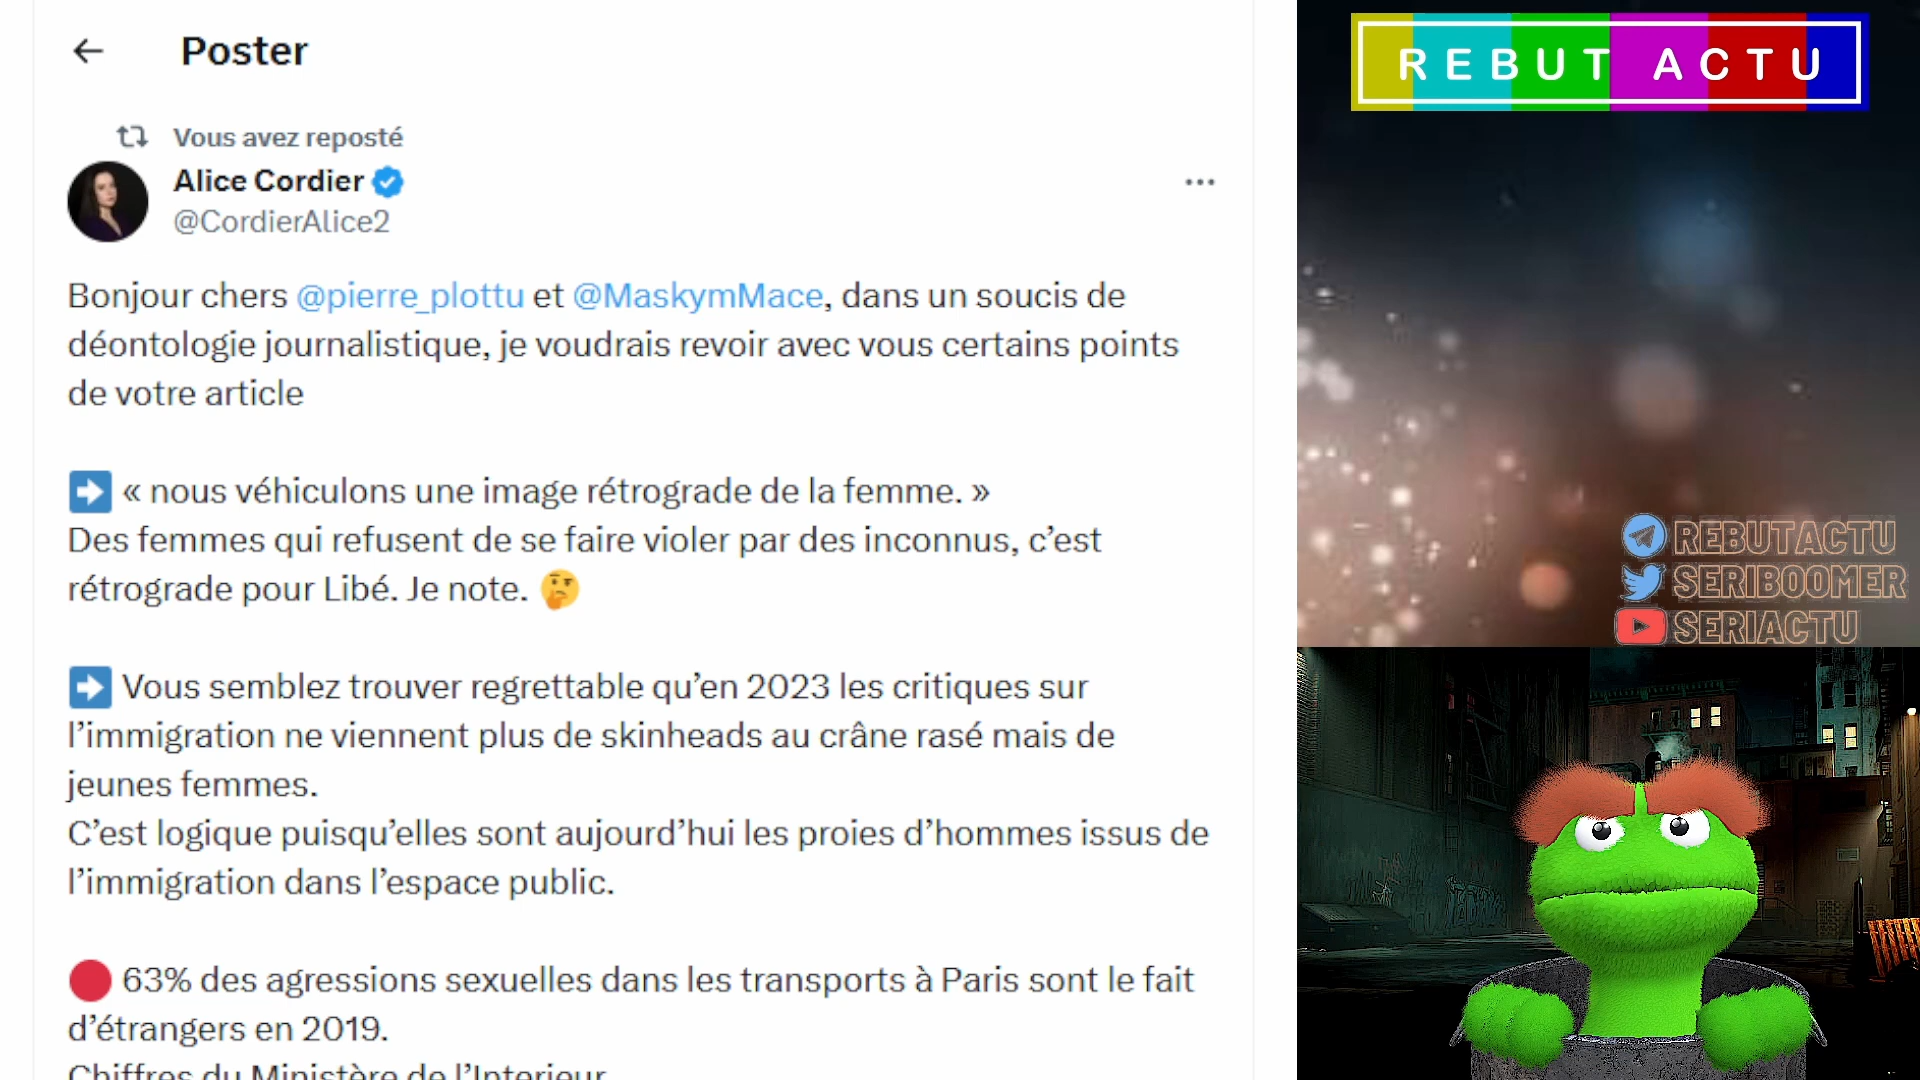 Poster
Vous avez reposté
Alice Cordier
@CordierAlice2
Bonjour chers @pierre_plottu et @MaskymMace, dans un soucis de
déontologie journalistique, je voudrais revoir avec vous certains points
de votre article
« nous véhiculons une image rétrograde de la femme. »
Des femmes qui refusent de se faire violer par des inconnus, c’est
rétrograde pour Libé. Je note.
Vous semblez trouver regrettable qu’en 2023 les critiques sur
l’immigration ne viennent plus de skinheads au crâne rasé mais de
jeunes femmes.
C’est logique puisqu’elles sont aujourd’hui les proies d’hommes issus de
l’immigration dans l’espace public.
63% des agressions sexuelles dans les transports à Paris sont le fait
d’étrangers en 2019.
Chiffres du Ministère de l’Interieur
REBUT ACTU
REBUTACTU
SERIBOOMER
SERIACTU